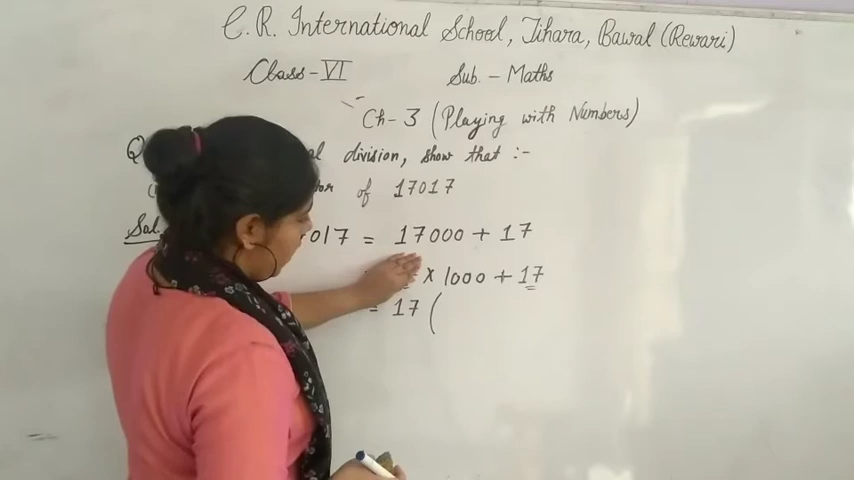 C. R. International School, Jihara, Bawal (Rewari)
Class-VI Sub. - Maths
Ch- 3 (Playing with Numbers)
division, show that :-
of 17017
Sol. 017 = 17000 + 17
× 1000 + 17
= 17 (